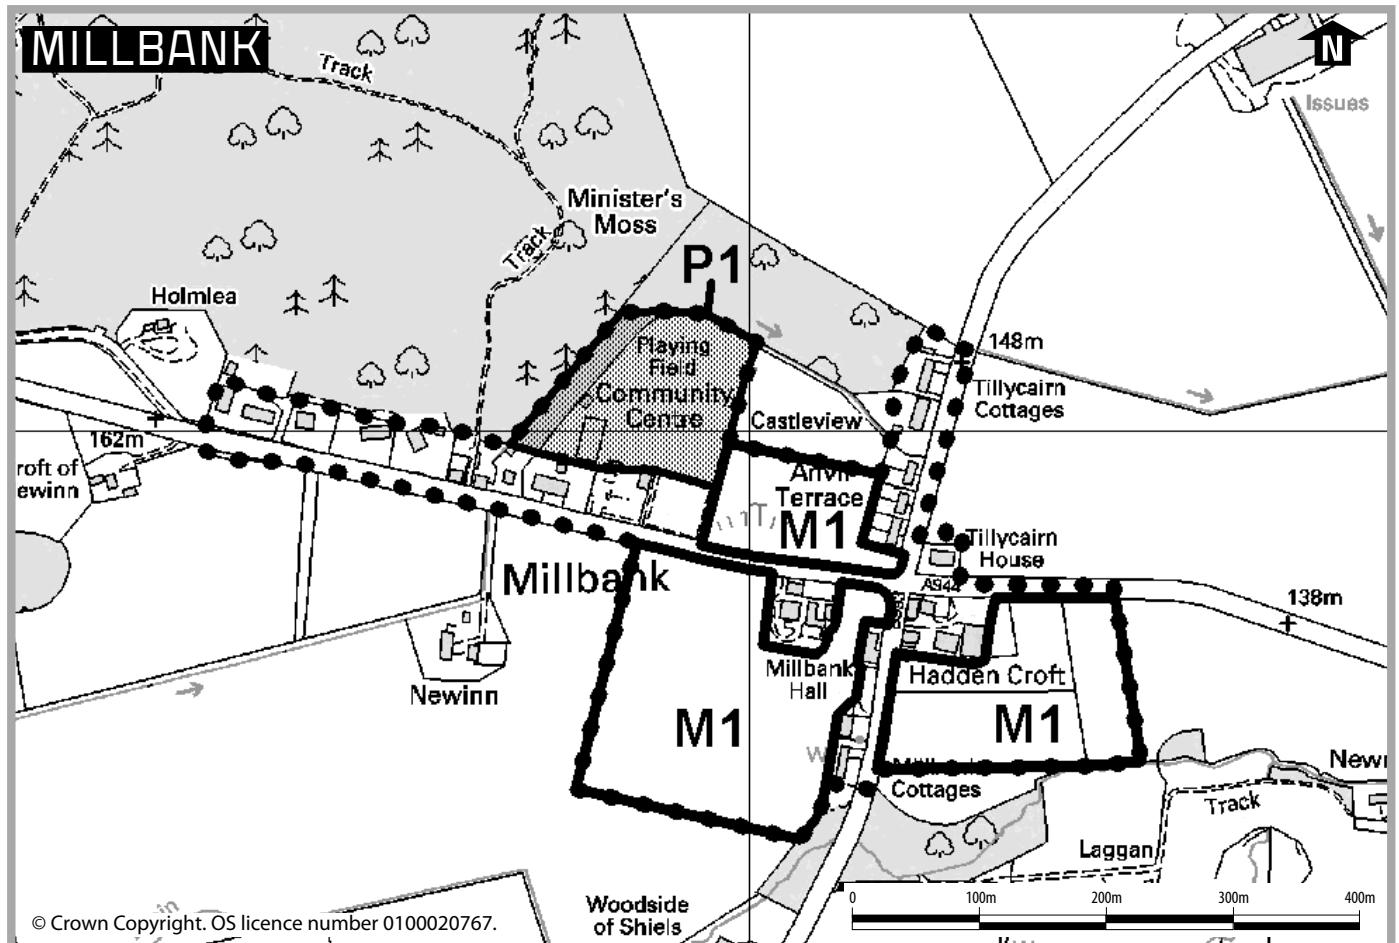 MILLBANK
N
Track
Issues
Minister's
Moss
Track
P1
Holmlea
148m
Playing
Field
Community
Centre
Tillycairn
Cottages
Castleview
162m
roft of
ewinn
Anvil
Terrace
M1
Tillycairn
House
Millbank
A944
138m
Millbank
Hall
Hadden Croft
Newinn
M1
M1
W
Cottages
Newn
Track
Laggan
Woodside
of Shiels
0 100m 200m 300m 400m
© Crown Copyright. OS licence number 0100020767.